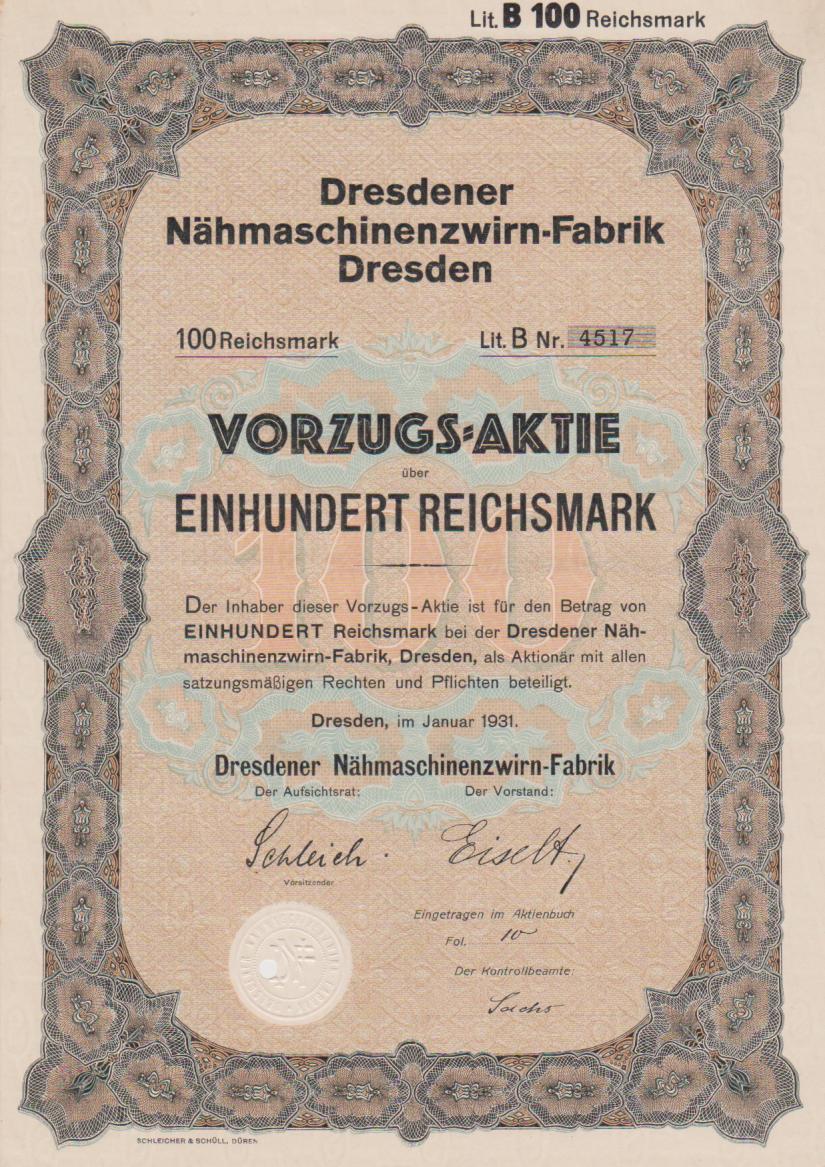 Lit. B 100 Reichsmark
Dresdener
Nähmaschinenzwirn-Fabrik
Dresden
100 Reichsmark
Lit. B Nr. 4517
VORZUGS-AKTIE
über
EINHUNDERT REICHSMARK
100
Der Inhaber dieser Vorzugs-Aktie ist für den Betrag von
EINHUNDERT Reichsmark bei der Dresdener Näh-
maschinenzwirn-Fabrik, Dresden, als Aktionär mit allen
satzungsmäßigen Rechten und Pflichten beteiligt.
Dresden, im Januar 1931.
Dresdener Nähmaschinenzwirn-Fabrik
Der Aufsichtsrat: Der Vorstand:
Schleich. Eiselt,
Vorsitzender
Eingetragen im Aktienbuch
Fol. 10
Der Kontrollbeamte:
Sachs
SCHLEICHER & SCHÜLL, DÜREN